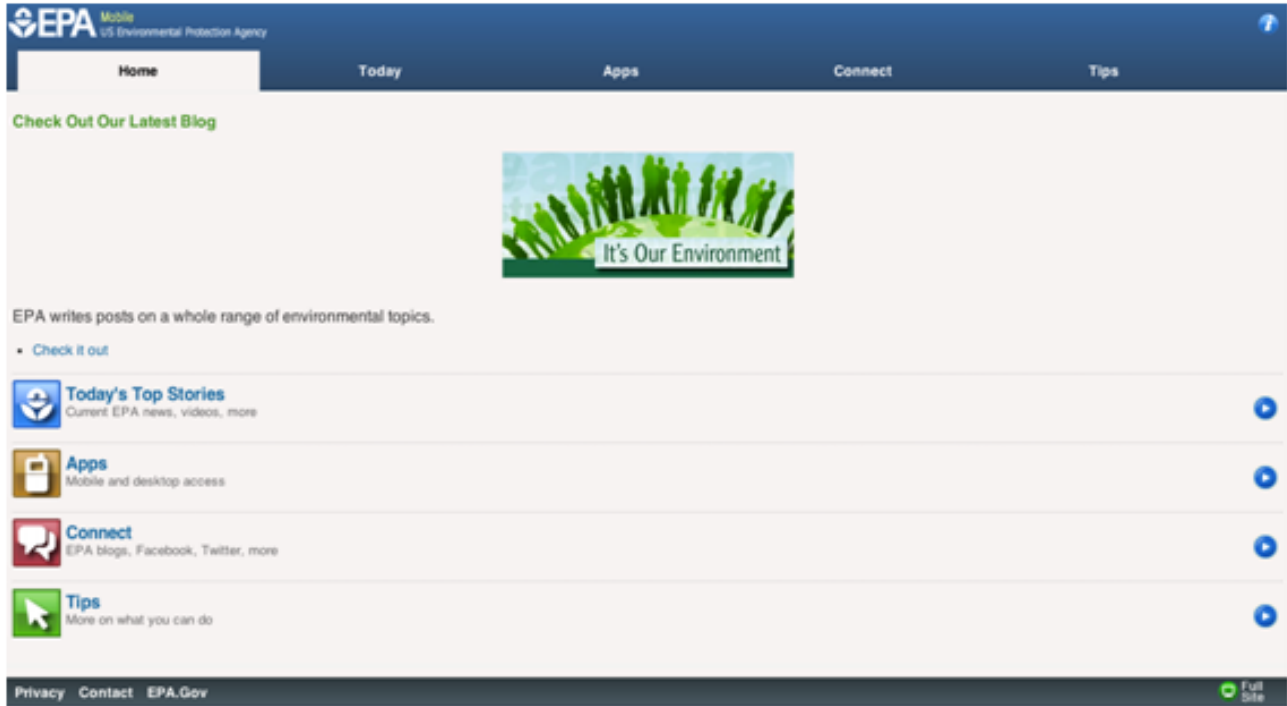 EPA Mobile
US Environmental Protection Agency
Home Today Apps Connect Tips
Check Out Our Latest Blog
It's Our Environment
EPA writes posts on a whole range of environmental topics.
• Check it out
Today's Top Stories
Current EPA news, videos, more
Apps
Mobile and desktop access
Connect
EPA blogs, Facebook, Twitter, more
Tips
More on what you can do
Privacy Contact EPA.Gov
Full
Site